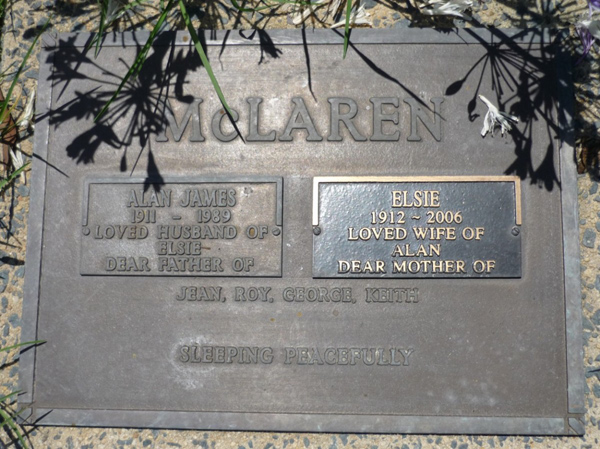 McLAREN
ALAN JAMES
1911 - 1989
LOVED HUSBAND OF
ELSIE
DEAR FATHER OF
ELSIE
1912 ~ 2006
LOVED WIFE OF
ALAN
DEAR MOTHER OF
JEAN, ROY, GEORGE, KEITH
SLEEPING PEACEFULLY